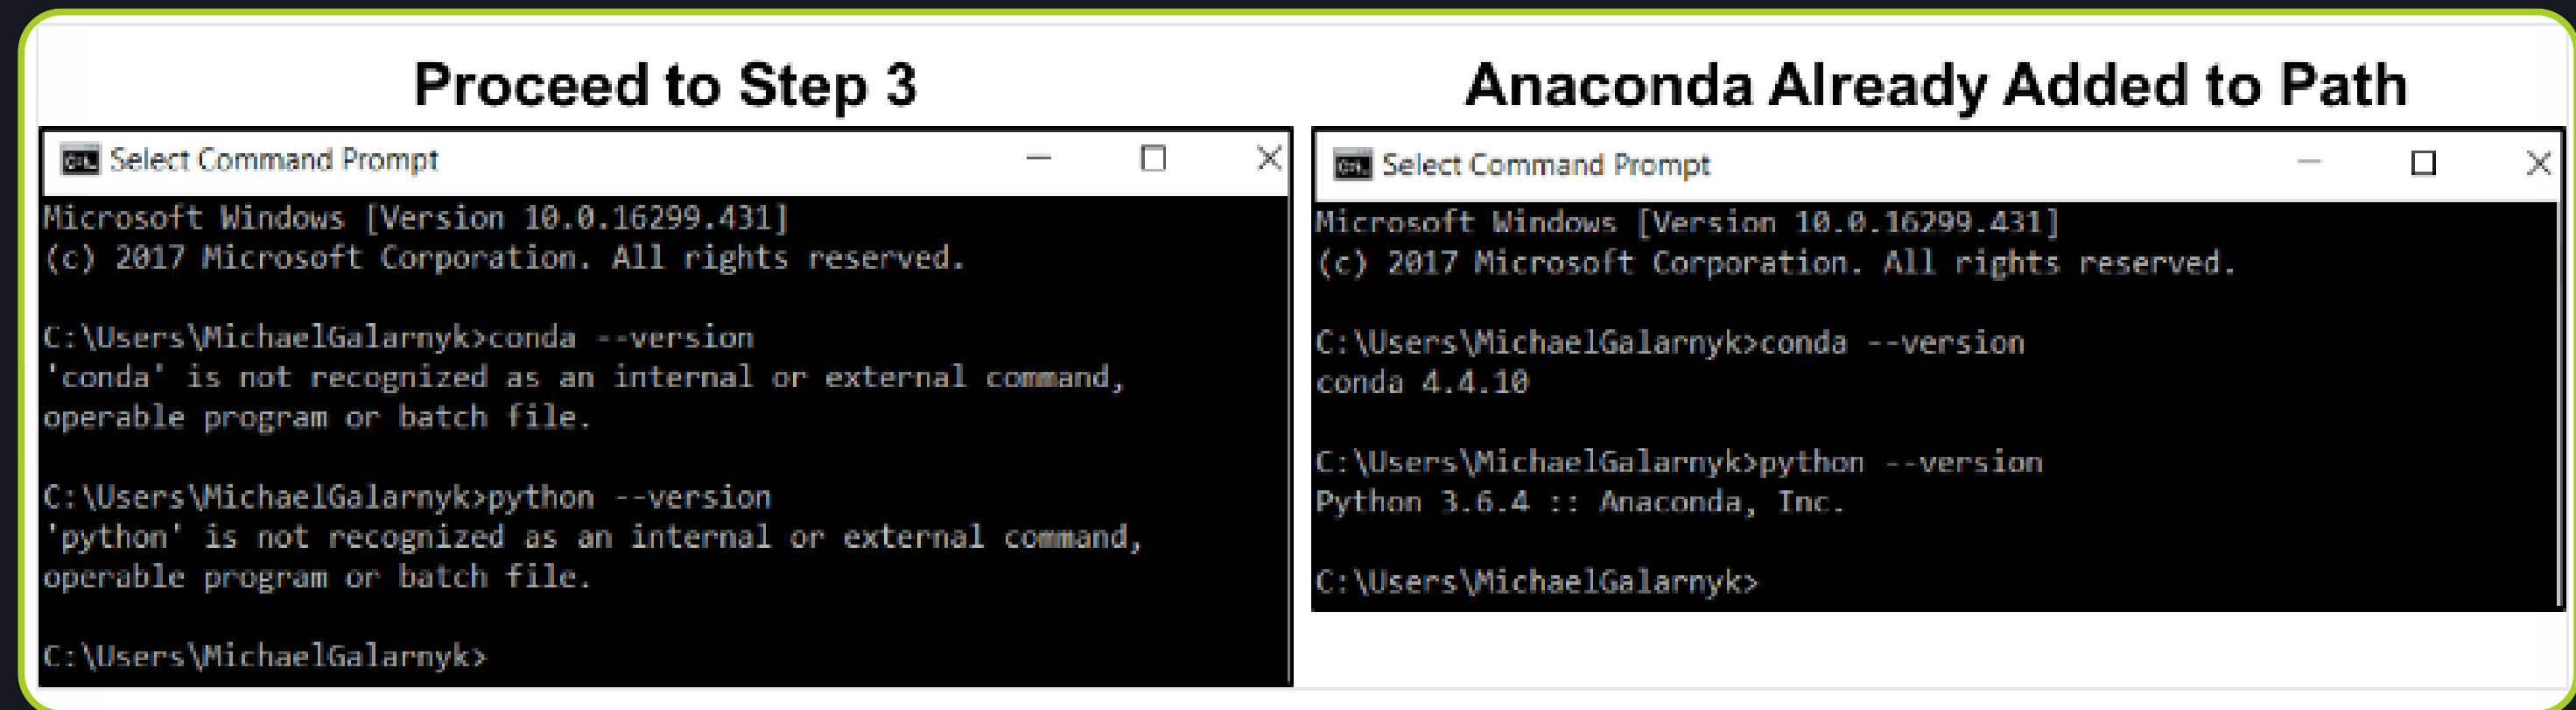 Proceed to Step 3
Select Command Prompt
Microsoft Windows [Version 10.0.16299.431]
(c) 2017 Microsoft Corporation. All rights reserved.
C:\Users\MichaelGalarnyk>conda --version
'conda' is not recognized as an internal or external command,
operable program or batch file.
C:\Users\MichaelGalarnyk>python --version
'python' is not recognized as an internal or external command,
operable program or batch file.
C:\Users\MichaelGalarnyk>
Anaconda Already Added to Path
Select Command Prompt
Microsoft Windows [Version 10.0.16299.431]
(c) 2017 Microsoft Corporation. All rights reserved.
C:\Users\MichaelGalarnyk>conda --version
conda 4.4.10
C:\Users\MichaelGalarnyk>python --version
Python 3.6.4 :: Anaconda, Inc.
C:\Users\MichaelGalarnyk>